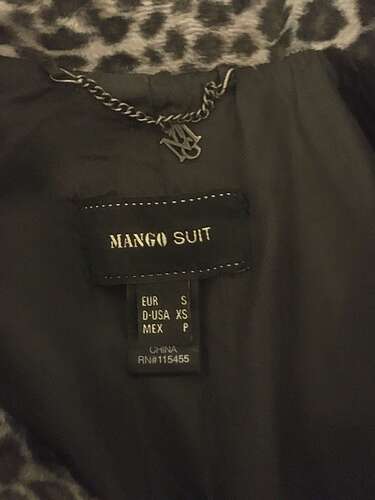 MANGO SUIT
EUR S
D-USA XS
MEX P
CHINA
RN#115455